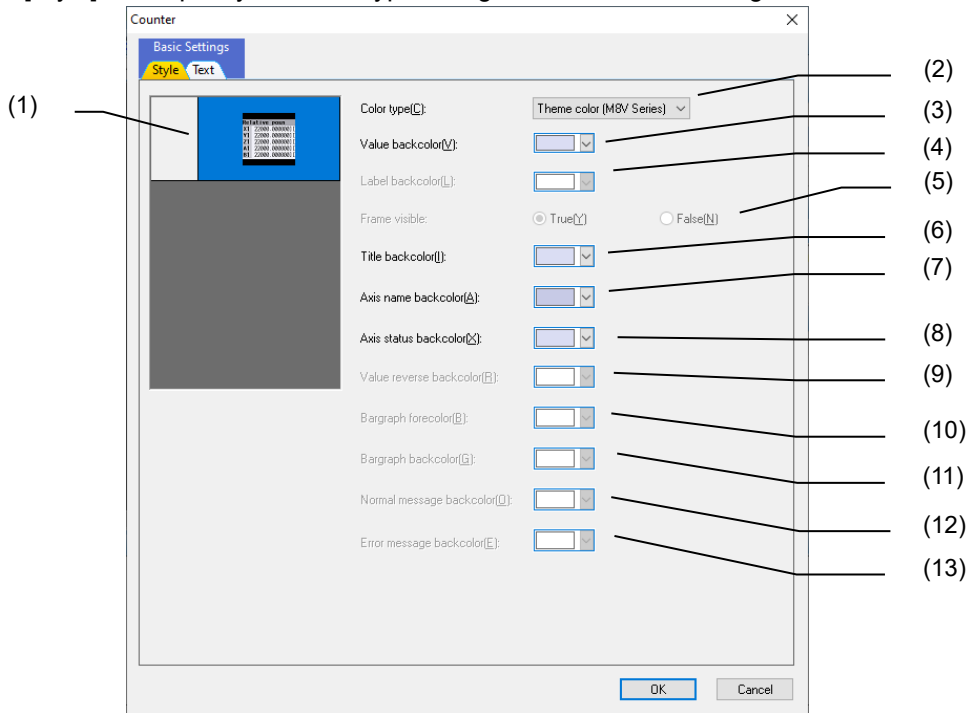 Counter
Basic Settings
Style Text
(1)
Color type(C): Theme color (M8V Series) (2)
Value backcolor(V): (3)
Label backcolor(L): (4)
Frame visible: True(Y) False(N) (5)
Title backcolor(I): (6)
Axis name backcolor(A): (7)
Axis status backcolor(X): (8)
Value reverse backcolor(R): (9)
Bargraph forecolor(B): (10)
Bargraph backcolor(G): (11)
Normal message backcolor(O): (12)
Error message backcolor(E): (13)
OK Cancel